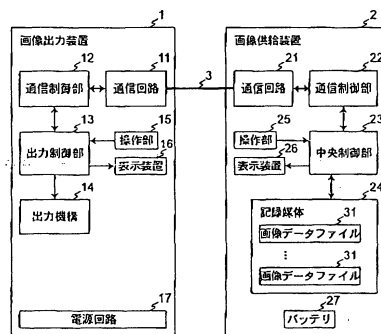 1
2
画像出力装置
画像供給装置
12
11
21
22
通信制御部
通信回路
3
通信回路
通信制御部
13
15
25
23
出力制御部
操作部
16
表示装置
操作部
26
表示装置
中央制御部
14
出力機構
24
記録媒体
31
画像データファイル
⋮
31
画像データファイル
17
電源回路
27
バッテリ